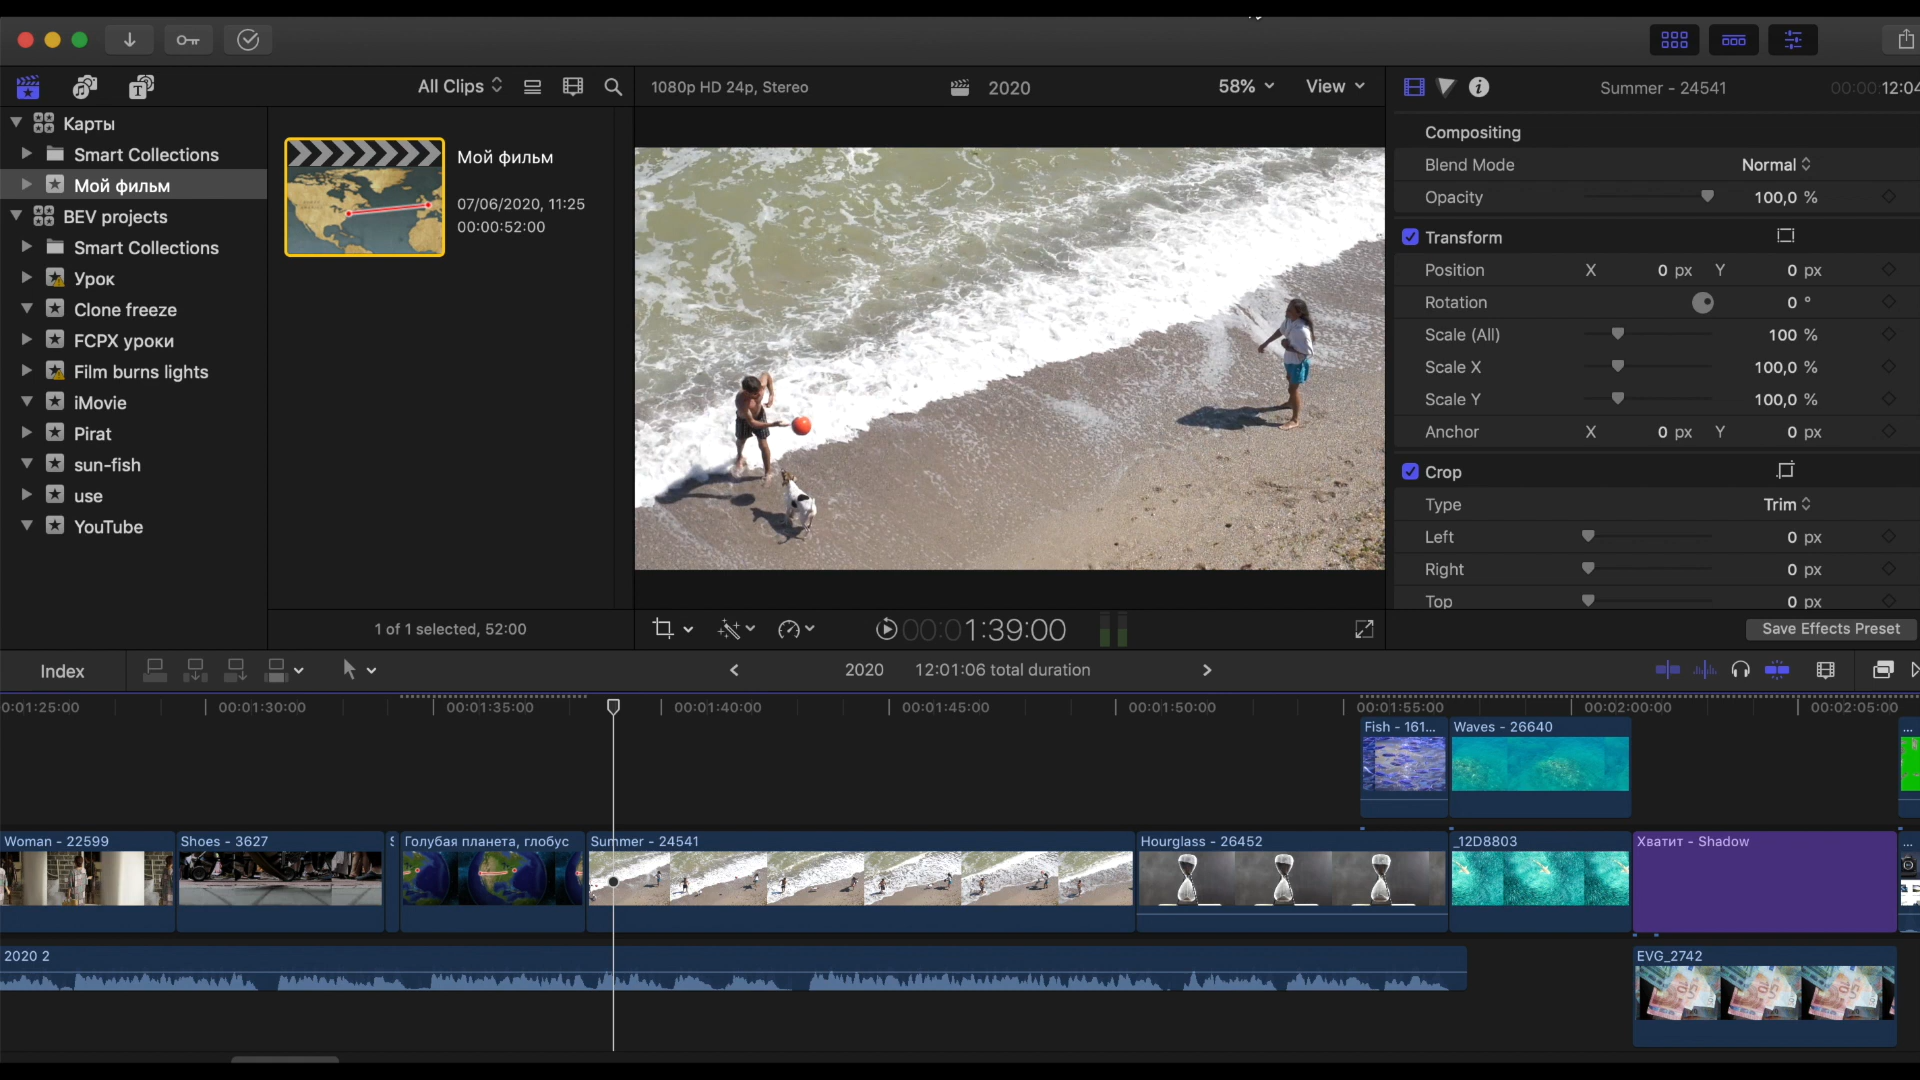 All Clips
1080p HD 24p, Stereo
2020
58%
View
Summer - 24541
00:00:12:04
Карты
Smart Collections
Мой фильм
BEV projects
Smart Collections
Урок
Clone freeze
FCPX уроки
Film burns lights
iMovie
Pirat
sun-fish
use
YouTube
Мой фильм
07/06/2020, 11:25
00:00:52:00
1 of 1 selected, 52:00
Compositing
Blend Mode Normal
Opacity 100,0 %
Transform
Position X 0 px Y 0 px
Rotation 0 °
Scale (All) 100 %
Scale X 100,0 %
Scale Y 100,0 %
Anchor X 0 px Y 0 px
Crop
Type Trim
Left 0 px
Right 0 px
Top 0 px
Save Effects Preset
00:01:39:00
Index
2020 12:01:06 total duration
0:01:25:00 00:01:30:00 00:01:35:00 00:01:40:00 00:01:45:00 00:01:50:00 00:01:55:00 00:02:00:00 00:02:05:00
Fish - 161... Waves - 26640 ...
Woman - 22599 Shoes - 3627 S Голубая планета, глобус Summer - 24541 Hourglass - 26452 _12D8803 Хватит - Shadow ...
2020 2
EVG_2742